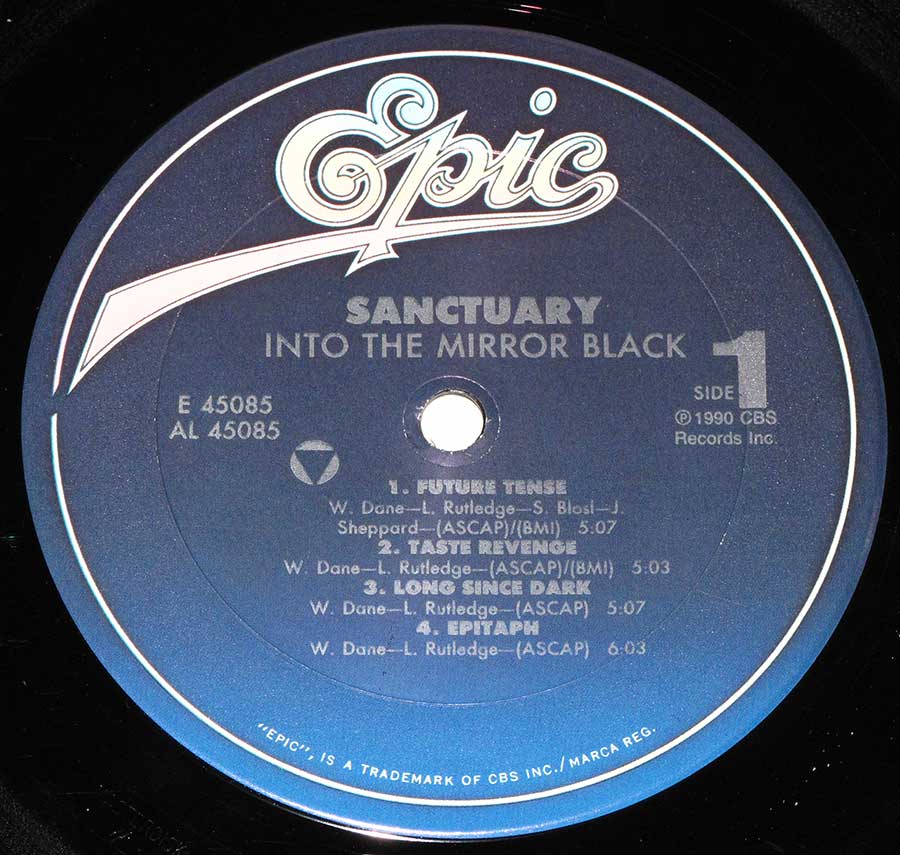 Epic
SANCTUARY
INTO THE MIRROR BLACK
SIDE 1
E 45085
AL 45085
℗ 1990 CBS
Records Inc.
1. FUTURE TENSE
W. Dane—L. Rutledge—S. Blosl—J.
Sheppard—(ASCAP)/(BMI) 5:07
2. TASTE REVENGE
W. Dane—L. Rutledge—(ASCAP)/(BMI) 5:03
3. LONG SINCE DARK
W. Dane—L. Rutledge—(ASCAP) 5:07
4. EPITAPH
W. Dane—L. Rutledge—(ASCAP) 6:03
"EPIC", IS A TRADEMARK OF CBS INC./MARCA REG.